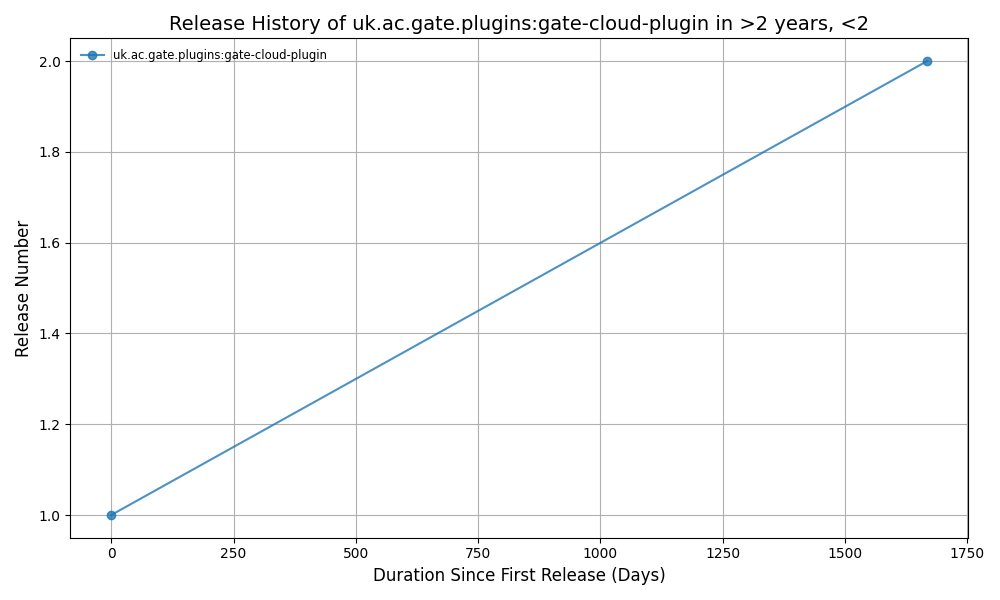 Release History of uk.ac.gate.plugins:gate-cloud-plugin in >2 years, <2
uk.ac.gate.plugins:gate-cloud-plugin
Release Number
2.0
1.8
1.6
1.4
1.2
1.0
0 250 500 750 1000 1250 1500 1750
Duration Since First Release (Days)